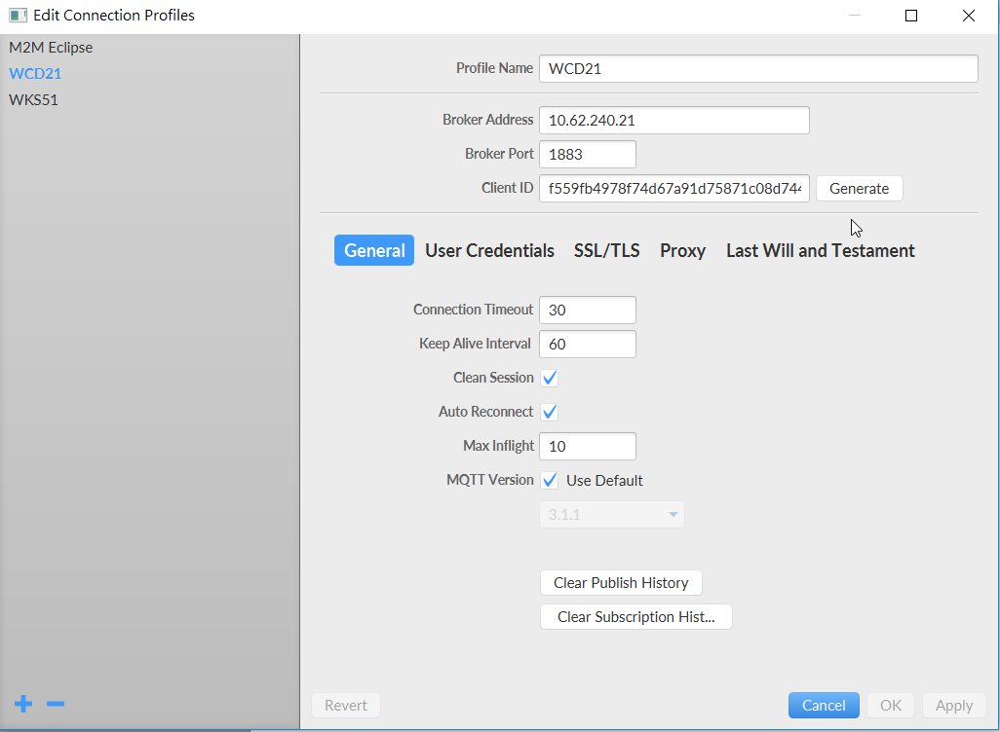 Edit Connection Profiles
M2M Eclipse
WCD21
WKS51
Profile Name WCD21
Broker Address 10.62.240.21
Broker Port 1883
Client ID f559fb4978f74d67a91d75871c08d744 Generate
General User Credentials SSL/TLS Proxy Last Will and Testament
Connection Timeout 30
Keep Alive Interval 60
Clean Session
Auto Reconnect
Max Inflight 10
MQTT Version Use Default
3.1.1
Clear Publish History
Clear Subscription Hist...
Revert Cancel OK Apply